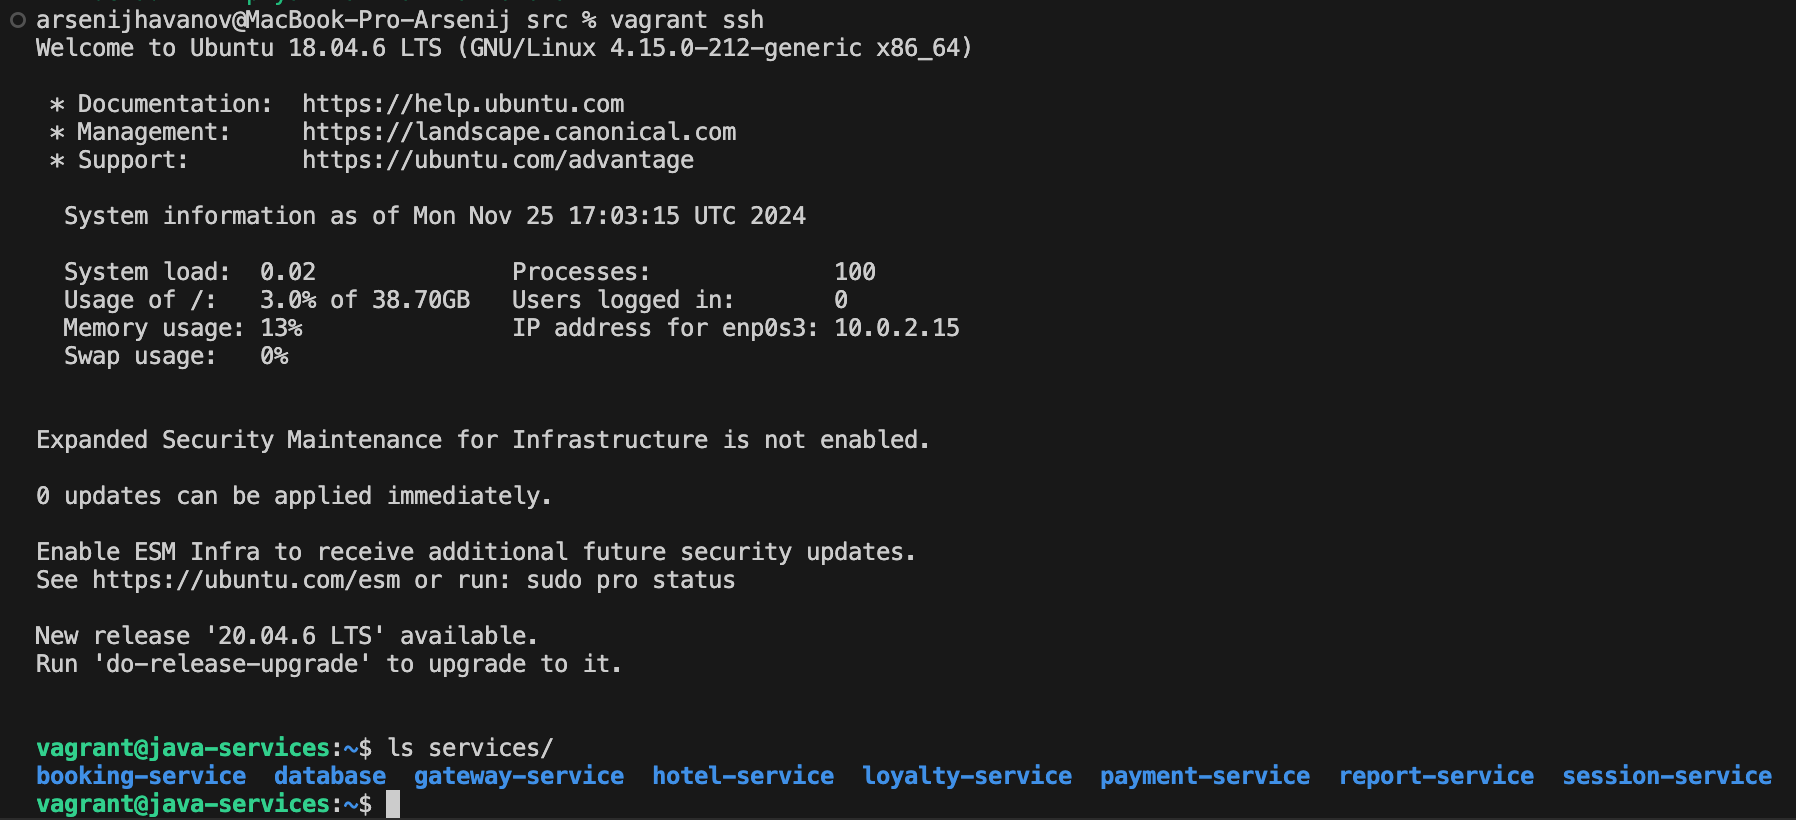 arsenijhavanov@MacBook-Pro-Arsenij src % vagrant ssh
Welcome to Ubuntu 18.04.6 LTS (GNU/Linux 4.15.0-212-generic x86_64)
* Documentation:  https://help.ubuntu.com
* Management:     https://landscape.canonical.com
* Support:        https://ubuntu.com/advantage
System information as of Mon Nov 25 17:03:15 UTC 2024
System load:  0.02              Processes:             100
Usage of /:   3.0% of 38.70GB   Users logged in:       0
Memory usage: 13%               IP address for enp0s3: 10.0.2.15
Swap usage:   0%
Expanded Security Maintenance for Infrastructure is not enabled.
0 updates can be applied immediately.
Enable ESM Infra to receive additional future security updates.
See https://ubuntu.com/esm or run: sudo pro status
New release '20.04.6 LTS' available.
Run 'do-release-upgrade' to upgrade to it.
vagrant@java-services:~$ ls services/
booking-service  database  gateway-service  hotel-service  loyalty-service  payment-service  report-service  session-service
vagrant@java-services:~$